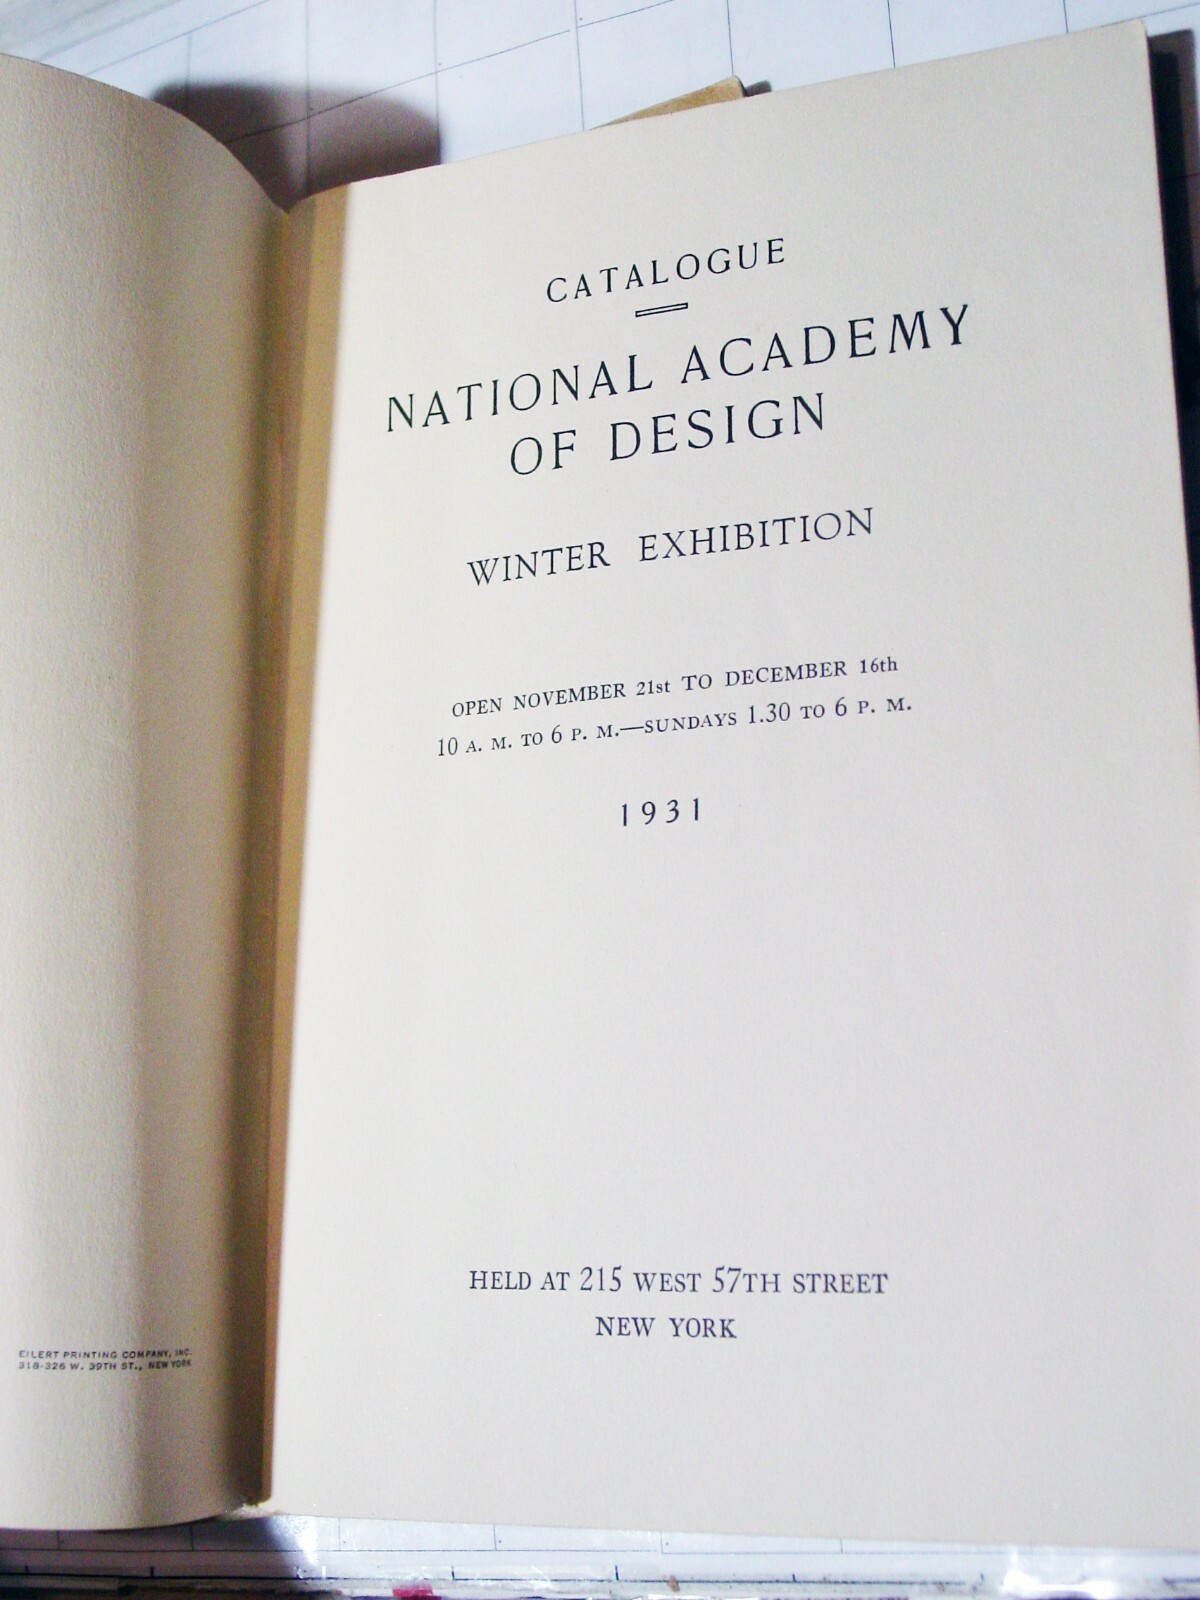 EILERT PRINTING COMPANY, INC.
318-326 W. 39TH ST., NEW YORK
CATALOGUE
NATIONAL ACADEMY
OF DESIGN
WINTER EXHIBITION
OPEN NOVEMBER 21st TO DECEMBER 16th
10 A. M. TO 6 P. M.—SUNDAYS 1.30 TO 6 P. M.
1931
HELD AT 215 WEST 57TH STREET
NEW YORK